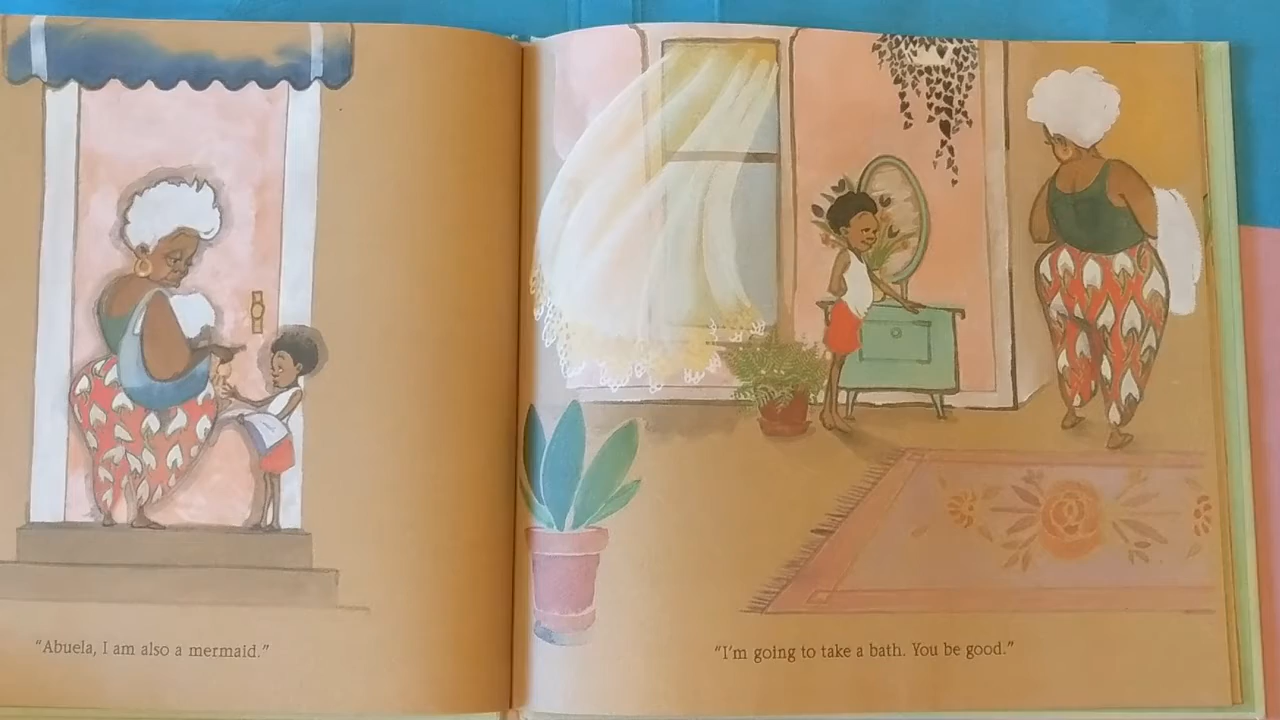 “Abuela, I am also a mermaid.”
“I’m going to take a bath. You be good.”